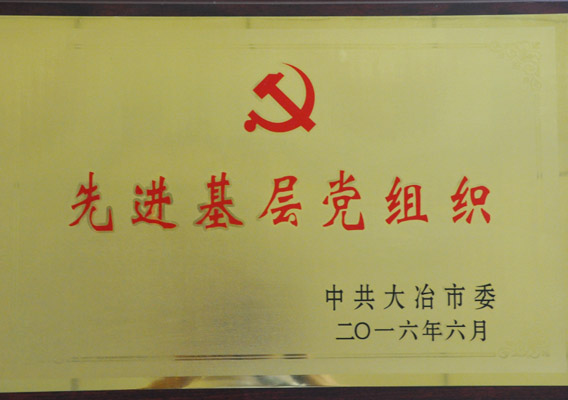 先进基层党组织
中共大冶市委
二〇一六年六月